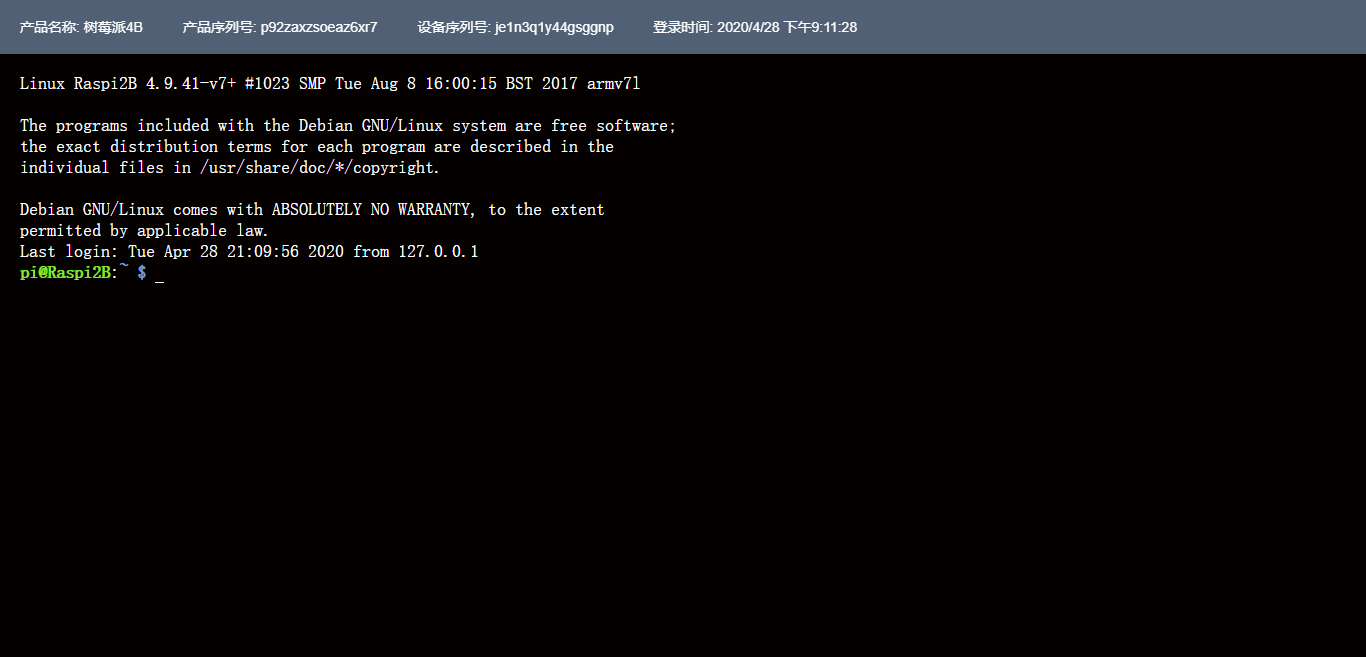 产品名称: 树莓派4B 产品序列号: p92zaxzsoeaz6xr7 设备序列号: je1n3q1y44gsggnp 登录时间: 2020/4/28 下午9:11:28
Linux Raspi2B 4.9.41-v7+ #1023 SMP Tue Aug 8 16:00:15 BST 2017 armv7l
The programs included with the Debian GNU/Linux system are free software;
the exact distribution terms for each program are described in the
individual files in /usr/share/doc/*/copyright.
Debian GNU/Linux comes with ABSOLUTELY NO WARRANTY, to the extent
permitted by applicable law.
Last login: Tue Apr 28 21:09:56 2020 from 127.0.0.1
pi@Raspi2B:~ $ _